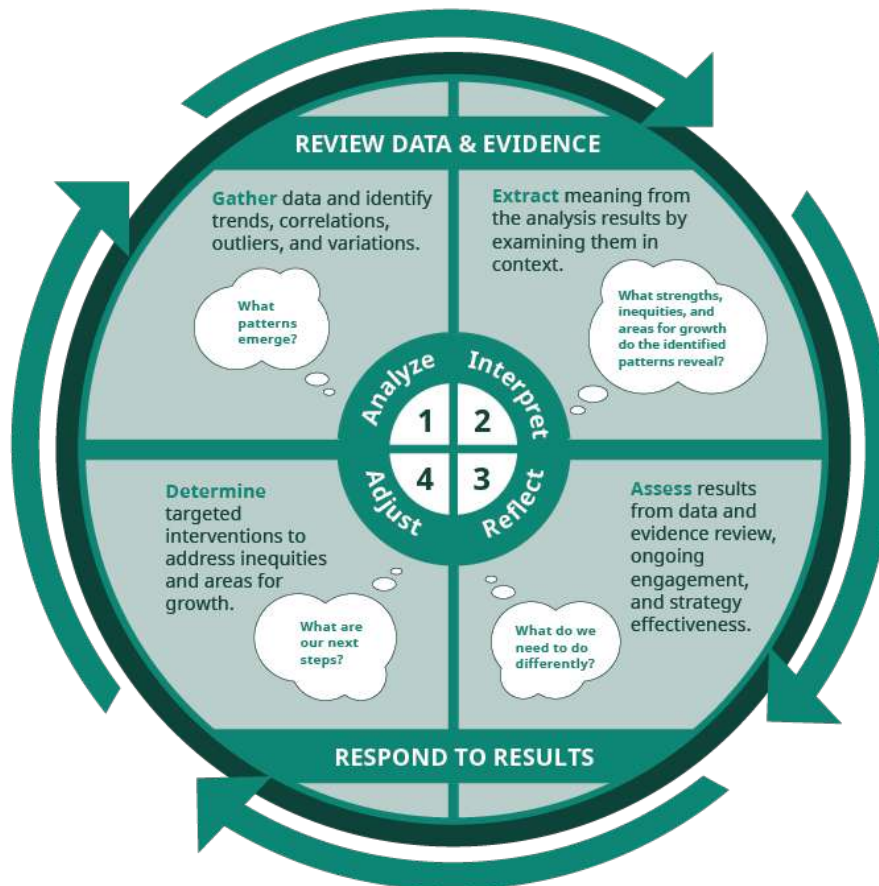 REVIEW DATA & EVIDENCE
Gather data and identify
trends, correlations,
outliers, and variations.
What
patterns
emerge?
Extract meaning from
the analysis results by
examining them in
context.
What strengths,
inequities, and
areas for growth
do the identified
patterns reveal?
Analyze
Interpret
1
2
4
3
Adjust
Reflect
Determine
targeted
interventions to
address inequities
and areas for
growth.
What are
our next
steps?
Assess results
from data and
evidence review,
ongoing
engagement,
and strategy
effectiveness.
What do we
need to do
differently?
RESPOND TO RESULTS